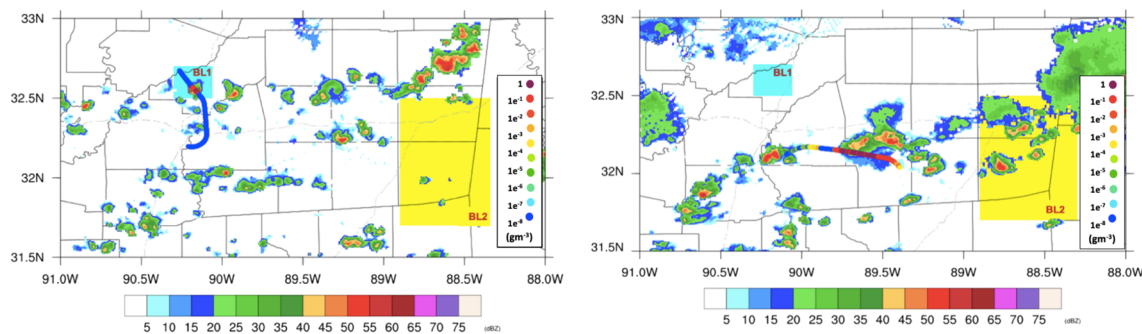 33N
32.5N
32N
31.5N
91.0W 90.5W 90W 89.5W 89W 88.5W 88.0W
BL1
BL2
1
1e-1
1e-2
1e-3
1e-4
1e-5
1e-6
1e-7
1e-8
(gm-3)
5 10 15 20 25 30 35 40 45 50 55 60 65 70 75 (dBZ)
33N
32.5N
32N
31.5N
91.0W 90.5W 90W 89.5W 89W 88.5W 88.0W
BL1
BL2
1
1e-1
1e-2
1e-3
1e-4
1e-5
1e-6
1e-7
1e-8
(gm-3)
5 10 15 20 25 30 35 40 45 50 55 60 65 70 75 (dBZ)